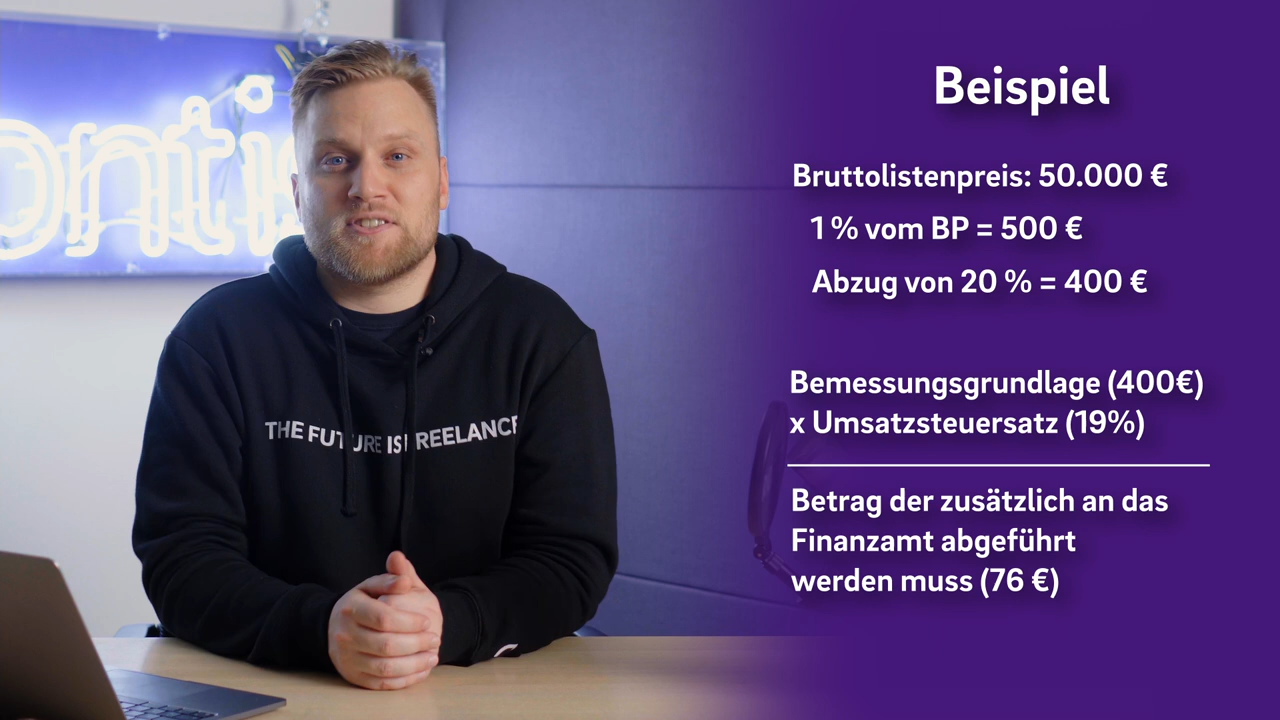 ontis
THE FUTURE IS FREELANCE
Beispiel
Bruttolistenpreis: 50.000 €
1 % vom BP = 500 €
Abzug von 20 % = 400 €
Bemessungsgrundlage (400€)
x Umsatzsteuersatz (19%)
Betrag der zusätzlich an das
Finanzamt abgeführt
werden muss (76 €)